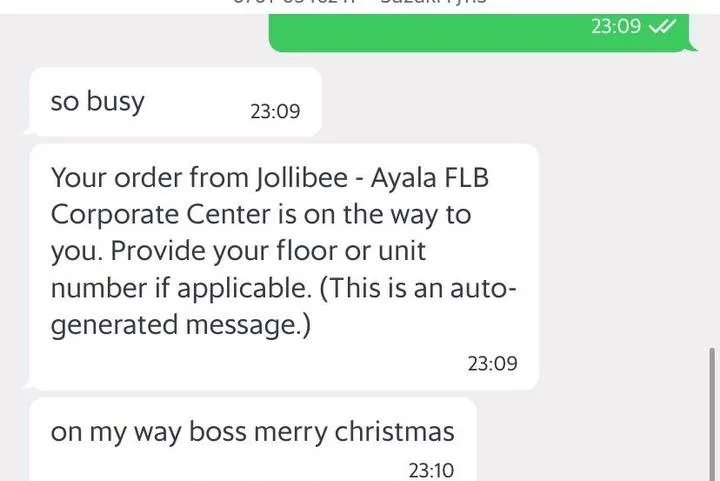 23:09
so busy
23:09
Your order from Jollibee - Ayala FLB
Corporate Center is on the way to
you. Provide your floor or unit
number if applicable. (This is an auto-
generated message.)
23:09
on my way boss merry christmas
23:10